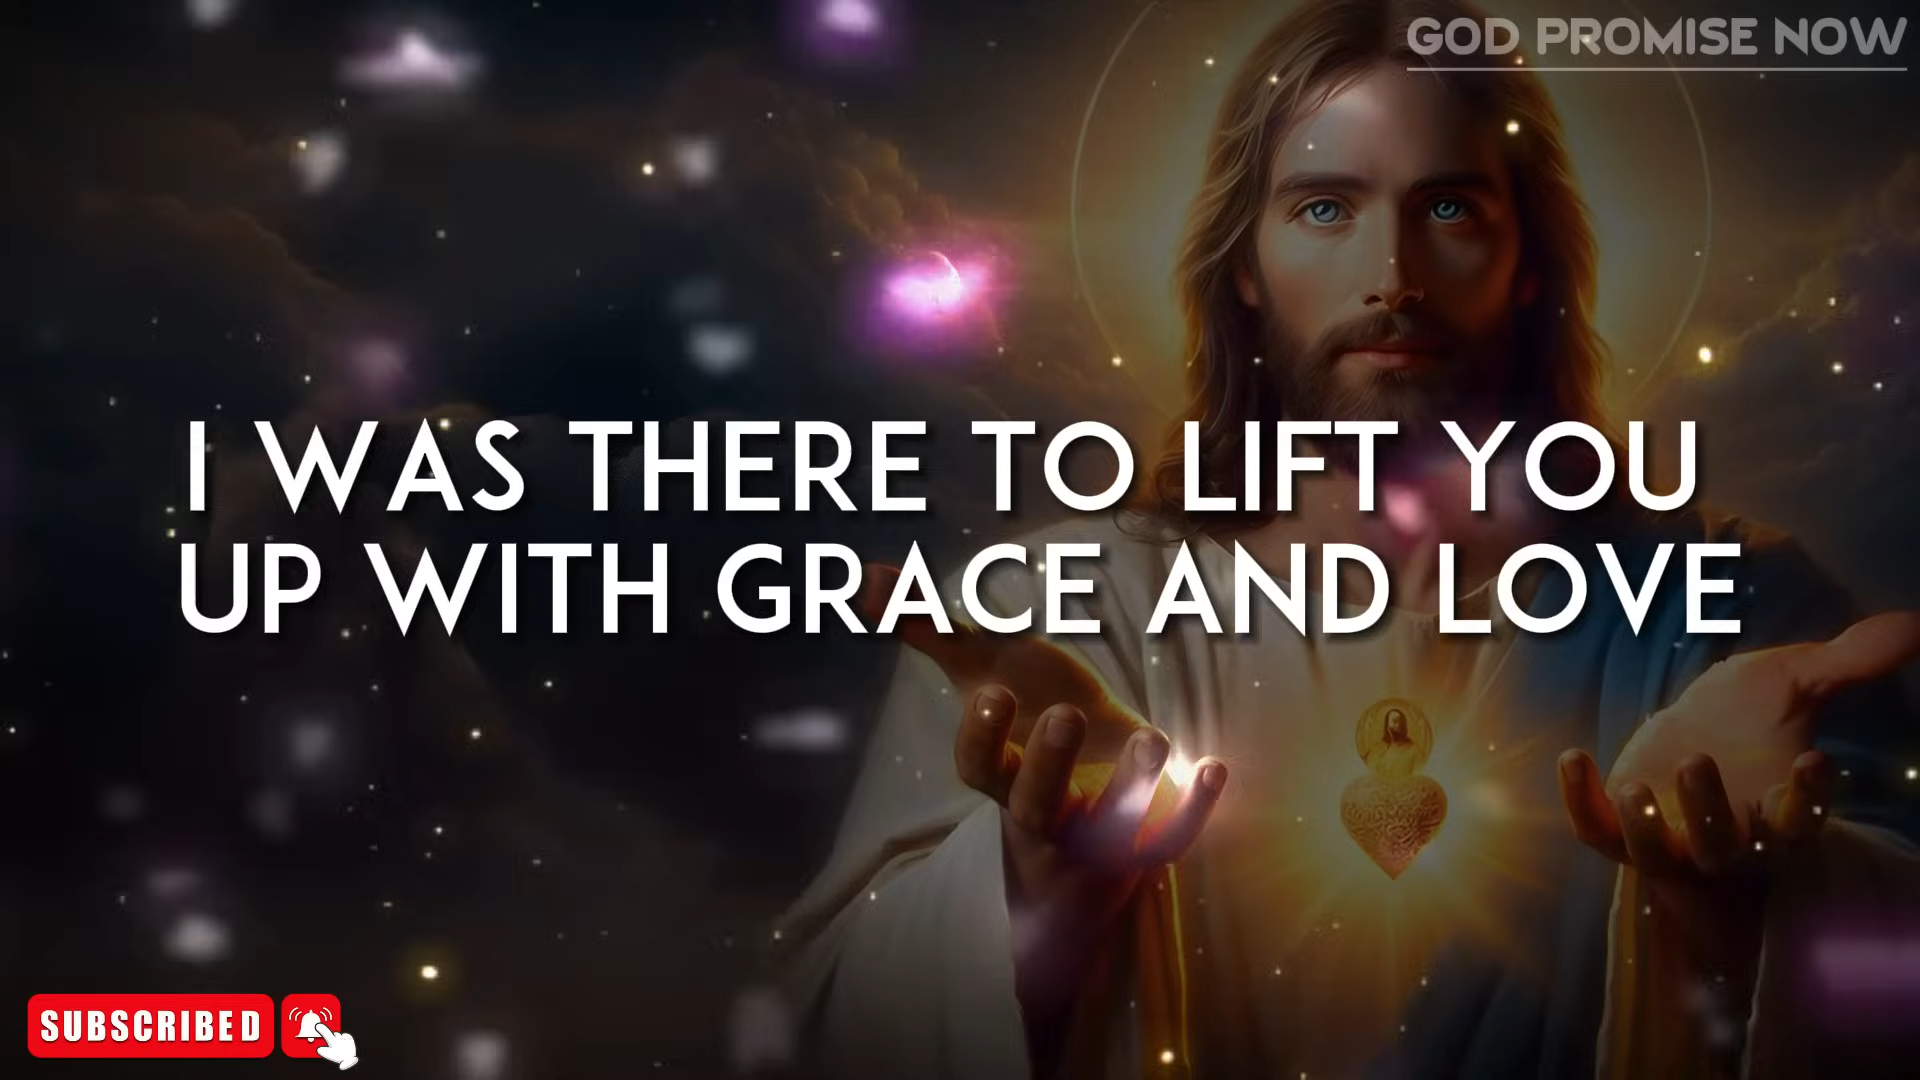 GOD PROMISE NOW
I WAS THERE TO LIFT YOU
UP WITH GRACE AND LOVE
SUBSCRIBED